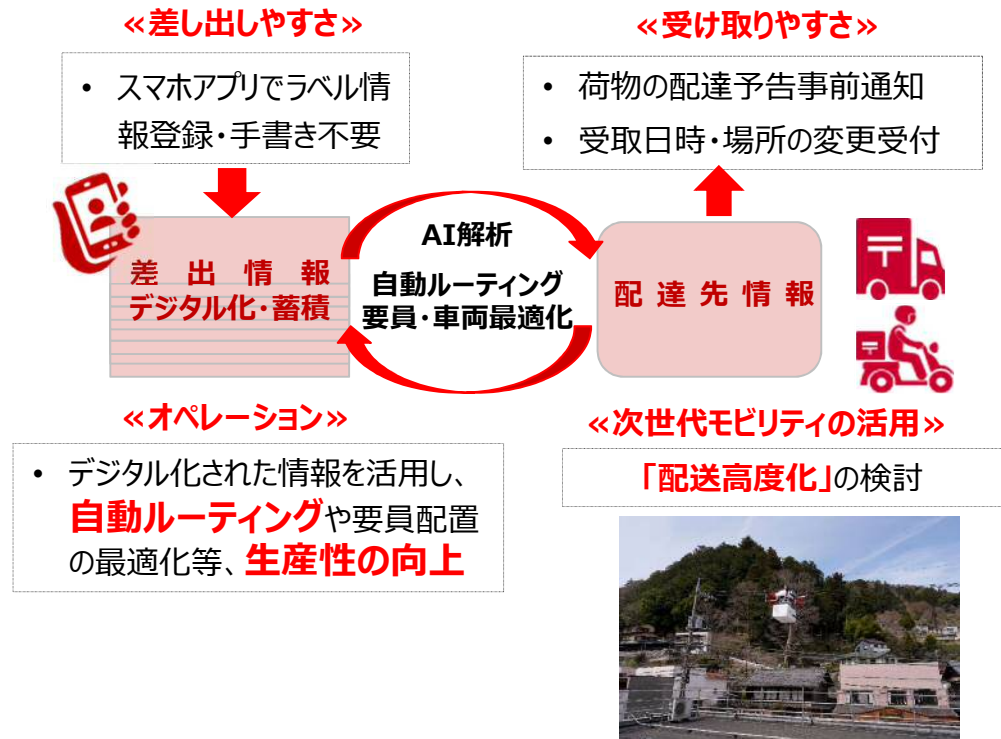 ≪差し出しやすさ≫
• スマホアプリでラベル情
報登録・手書き不要
≪受け取りやすさ≫
• 荷物の配達予告事前通知
• 受取日時・場所の変更受付
差出情報
デジタル化・蓄積
AI解析
自動ルーティング
要員・車両最適化
配達先情報
≪オペレーション≫
• デジタル化された情報を活用し、
自動ルーティングや要員配置
の最適化等、生産性の向上
≪次世代モビリティの活用≫
「配送高度化」の検討